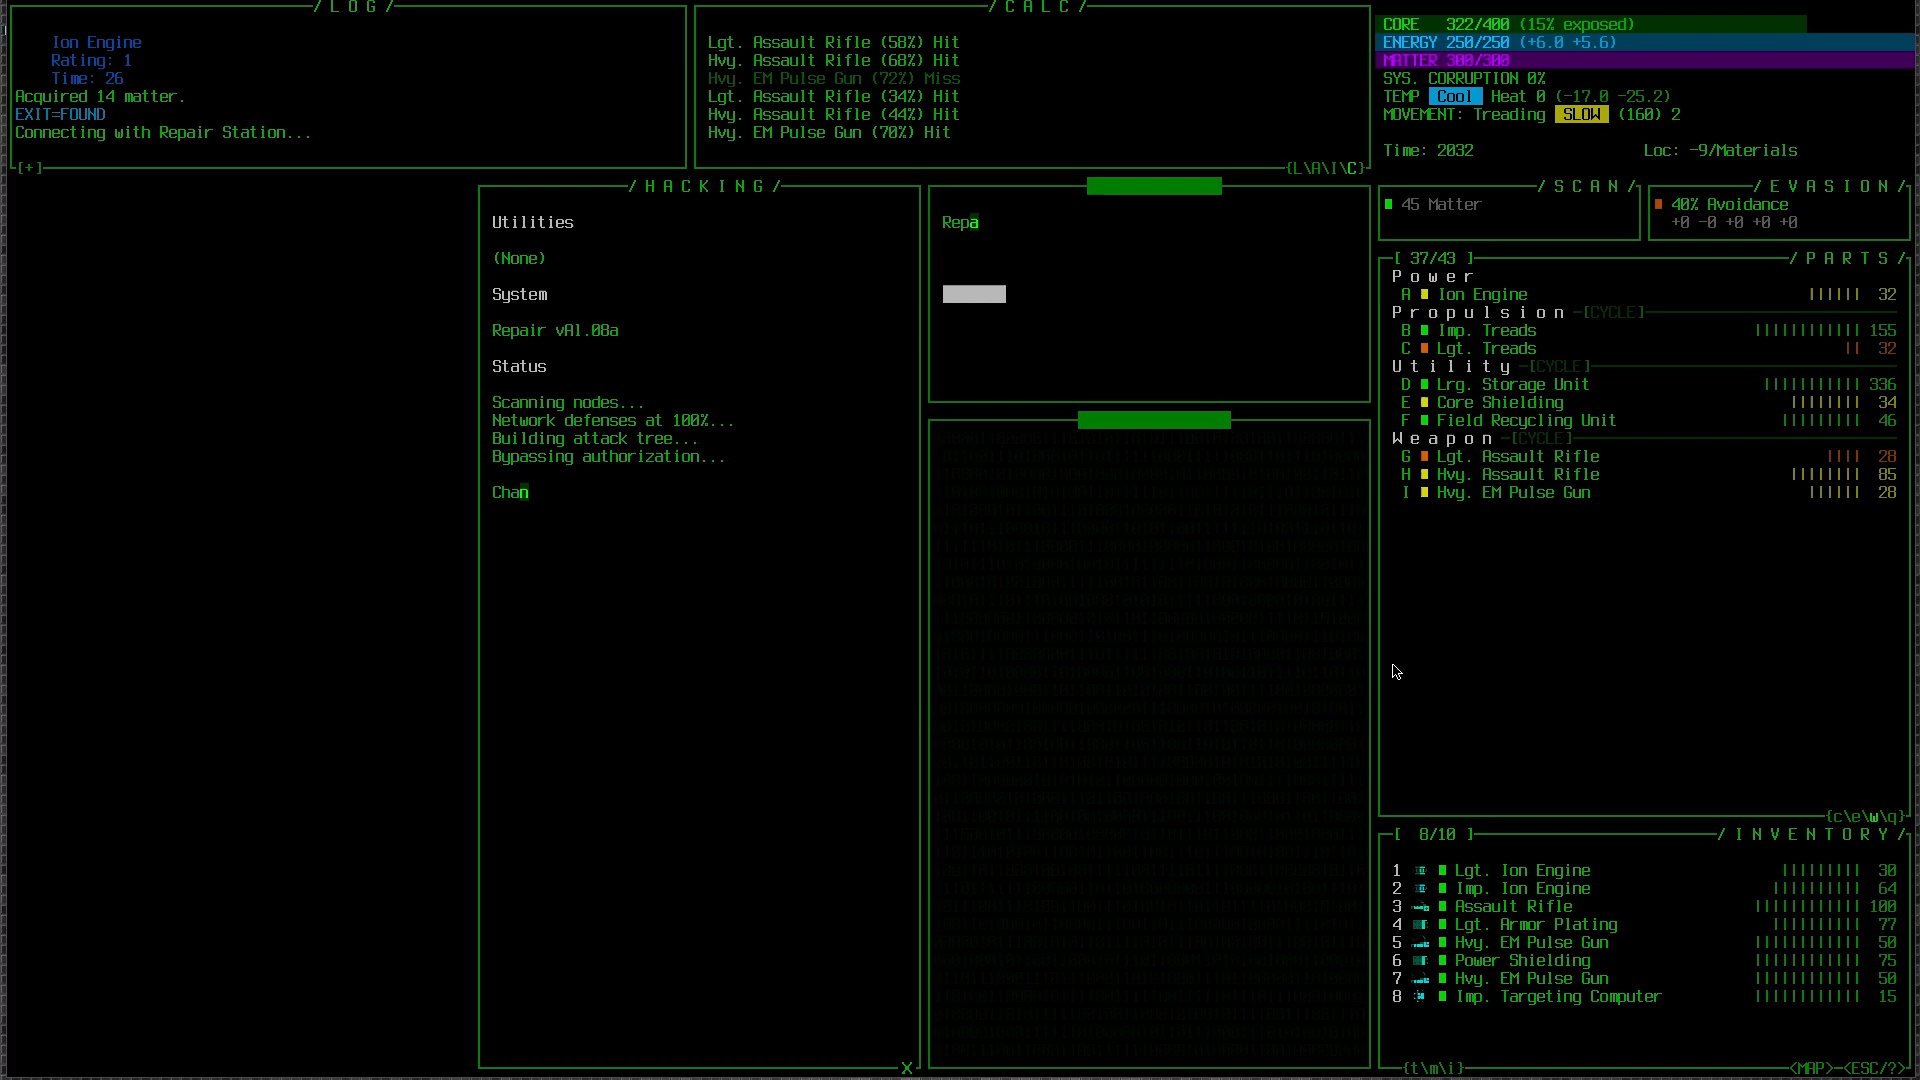 / L O G /
Ion Engine
Rating: 1
Time: 26
Acquired 14 matter.
EXIT=FOUND
Connecting with Repair Station...
[+]
/ C A L C /
Lgt. Assault Rifle (58%) Hit
Hvy. Assault Rifle (68%) Hit
Hvy. EM Pulse Gun (72%) Miss
Lgt. Assault Rifle (34%) Hit
Hvy. Assault Rifle (44%) Hit
Hvy. EM Pulse Gun (70%) Hit
{L\A\I\C}
CORE 322/400 (15% exposed)
ENERGY 250/250 (+6.0 +5.6)
MATTER 300/300
SYS. CORRUPTION 0%
TEMP Cool Heat 0 (-17.0 -25.2)
MOVEMENT: Treading SLOW (160) 2
Time: 2032 Loc: -9/Materials
/ H A C K I N G /
Utilities
(None)
System
Repair vA1.08a
Status
Scanning nodes...
Network defenses at 100%...
Building attack tree...
Bypassing authorization...
Chan
X
Repa
/ S C A N /
45 Matter
/ E V A S I O N /
40% Avoidance
+0 -0 +0 +0 +0
[ 37/43 ] / P A R T S /
P o w e r
A Ion Engine 32
P r o p u l s i o n [CYCLE]
B Imp. Treads 155
C Lgt. Treads 32
U t i l i t y [CYCLE]
D Lrg. Storage Unit 336
E Core Shielding 34
F Field Recycling Unit 46
W e a p o n [CYCLE]
G Lgt. Assault Rifle 28
H Hvy. Assault Rifle 85
I Hvy. EM Pulse Gun 28
{c\e\w\q}
[ 8/10 ] / I N V E N T O R Y /
1 Lgt. Ion Engine 30
2 Imp. Ion Engine 64
3 Assault Rifle 100
4 Lgt. Armor Plating 77
5 Hvy. EM Pulse Gun 50
6 Power Shielding 75
7 Hvy. EM Pulse Gun 50
8 Imp. Targeting Computer 15
{t\m\i} <MAP> <ESC/?>